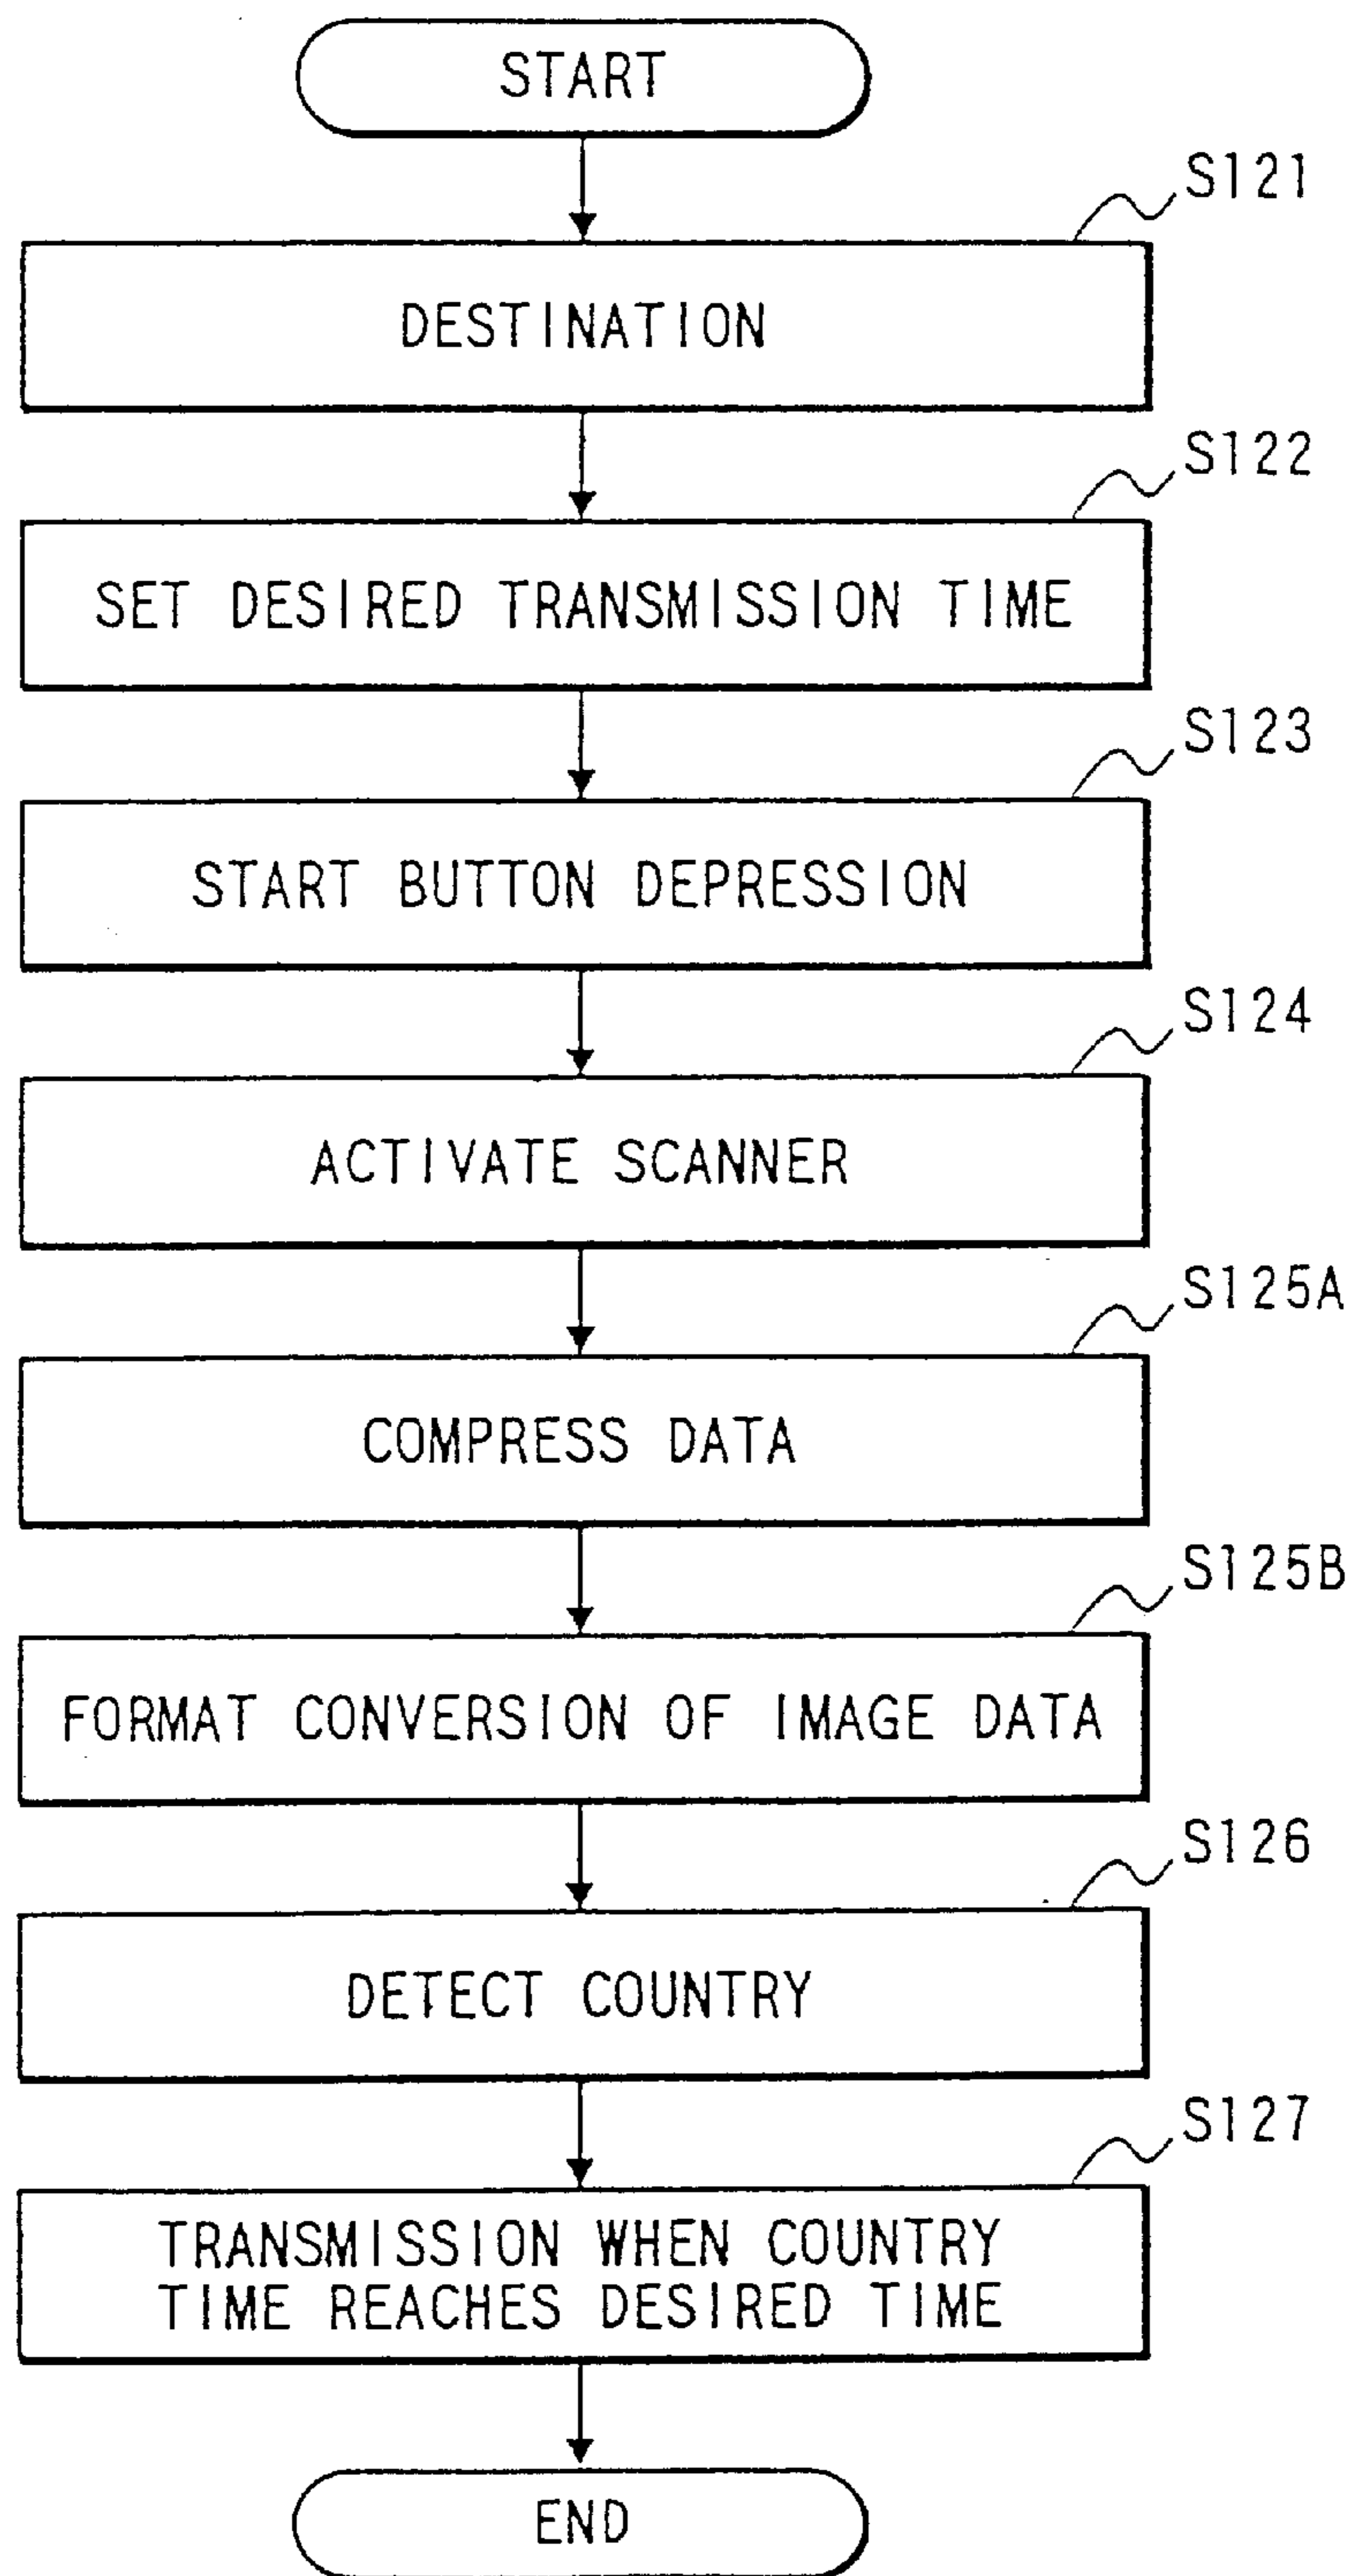 START
S121
DESTINATION
S122
SET DESIRED TRANSMISSION TIME
S123
START BUTTON DEPRESSION
S124
ACTIVATE SCANNER
S125A
COMPRESS DATA
S125B
FORMAT CONVERSION OF IMAGE DATA
S126
DETECT COUNTRY
S127
TRANSMISSION WHEN COUNTRY
TIME REACHES DESIRED TIME
END